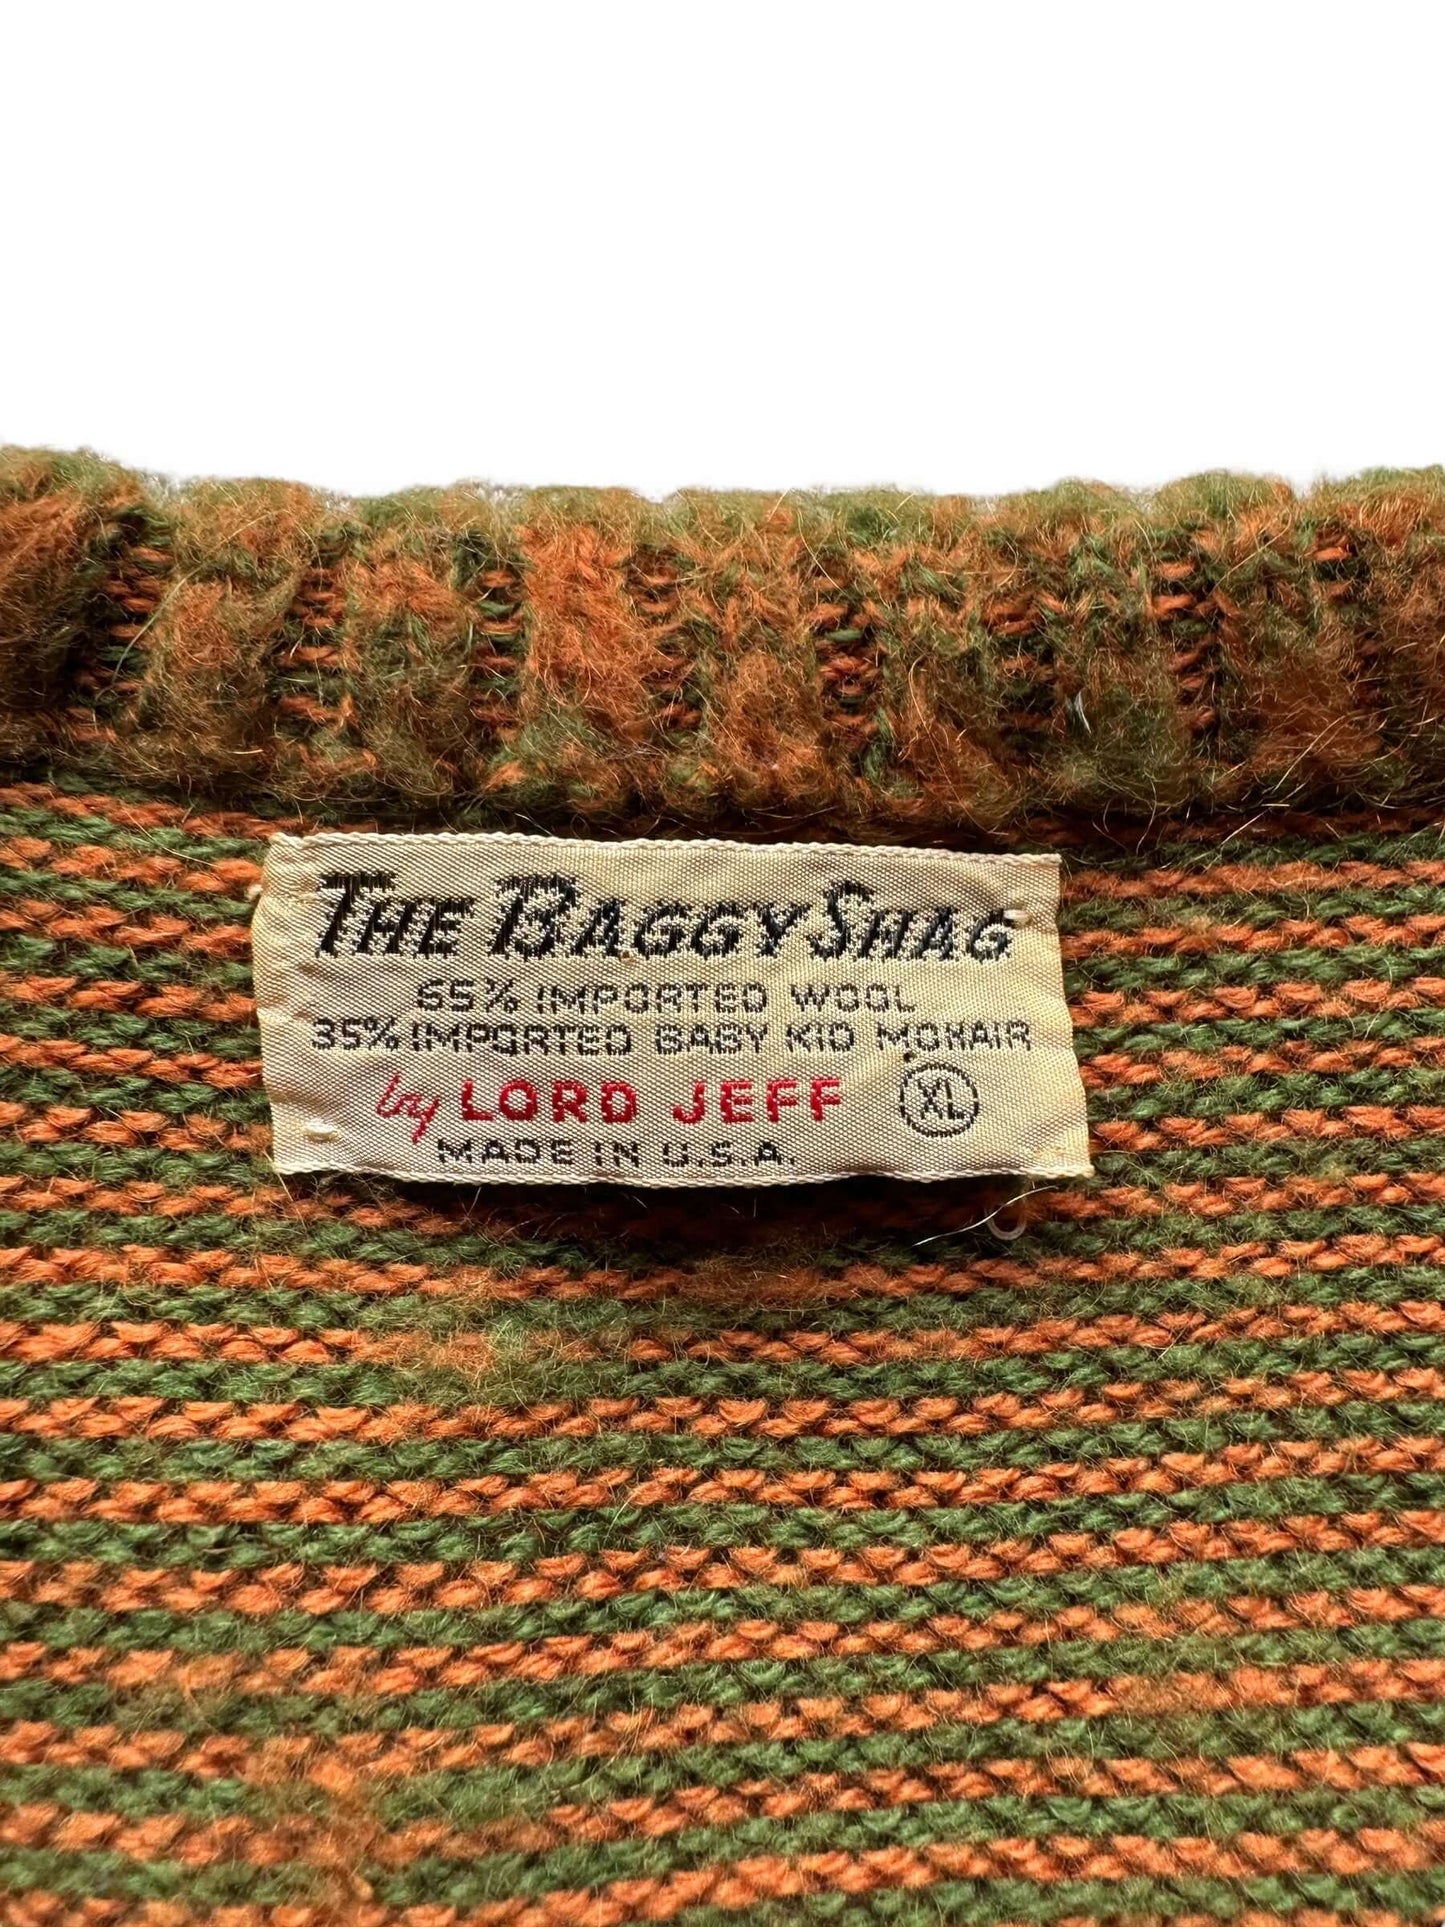 THE BAGGY SHAG
65% IMPORTED WOOL
35% IMPORTED BABY KID MOHAIR
by LORD JEFF XL
MADE IN U.S.A.